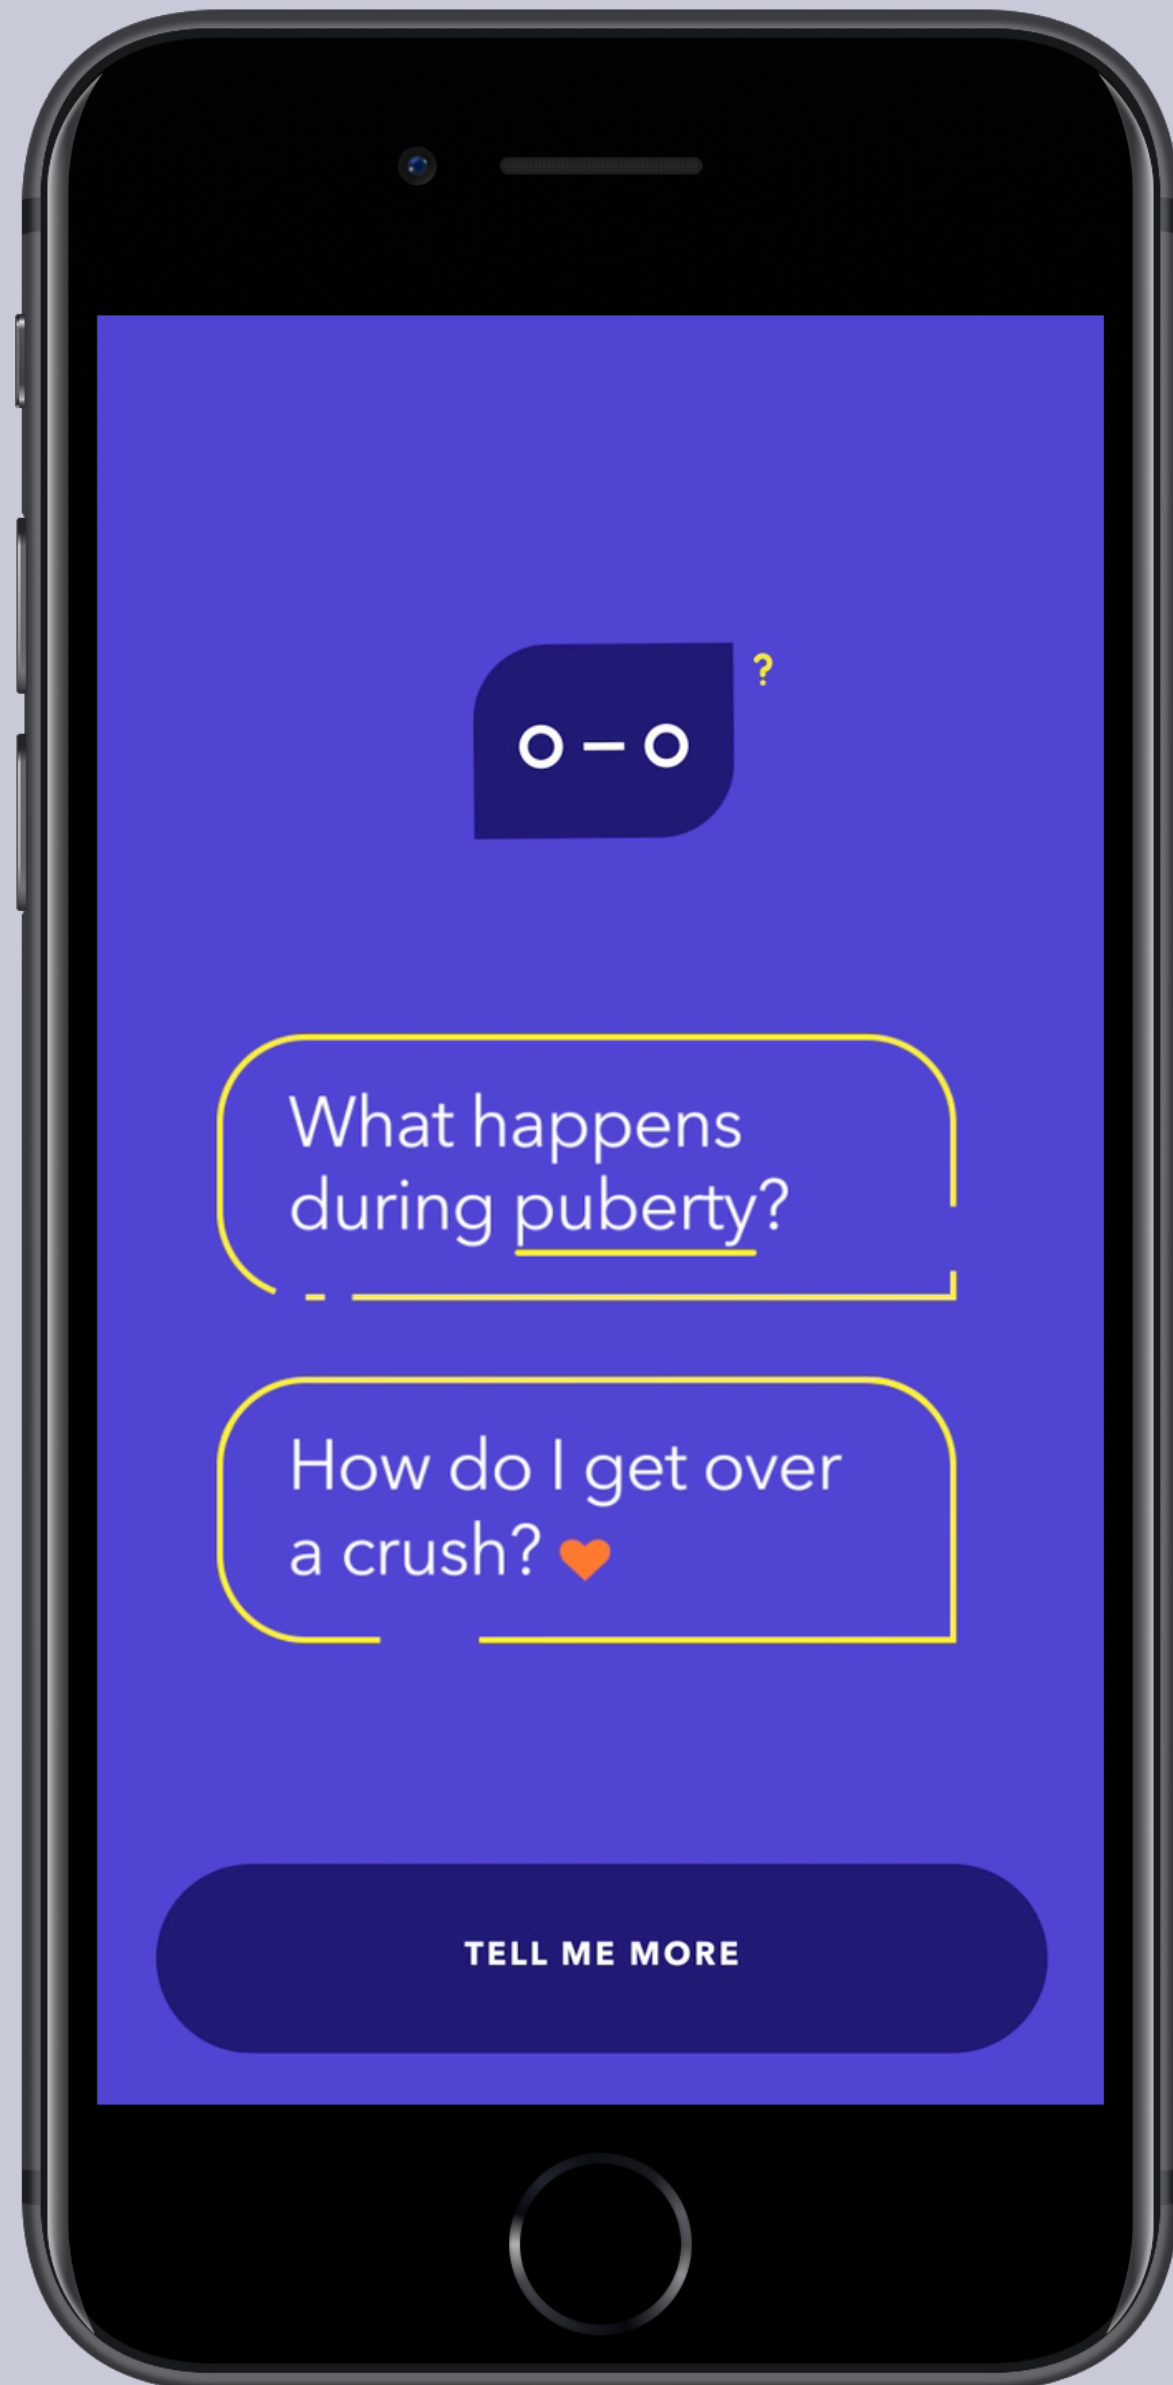 ?
What happens
during puberty?
How do I get over
a crush? 🧡
TELL ME MORE